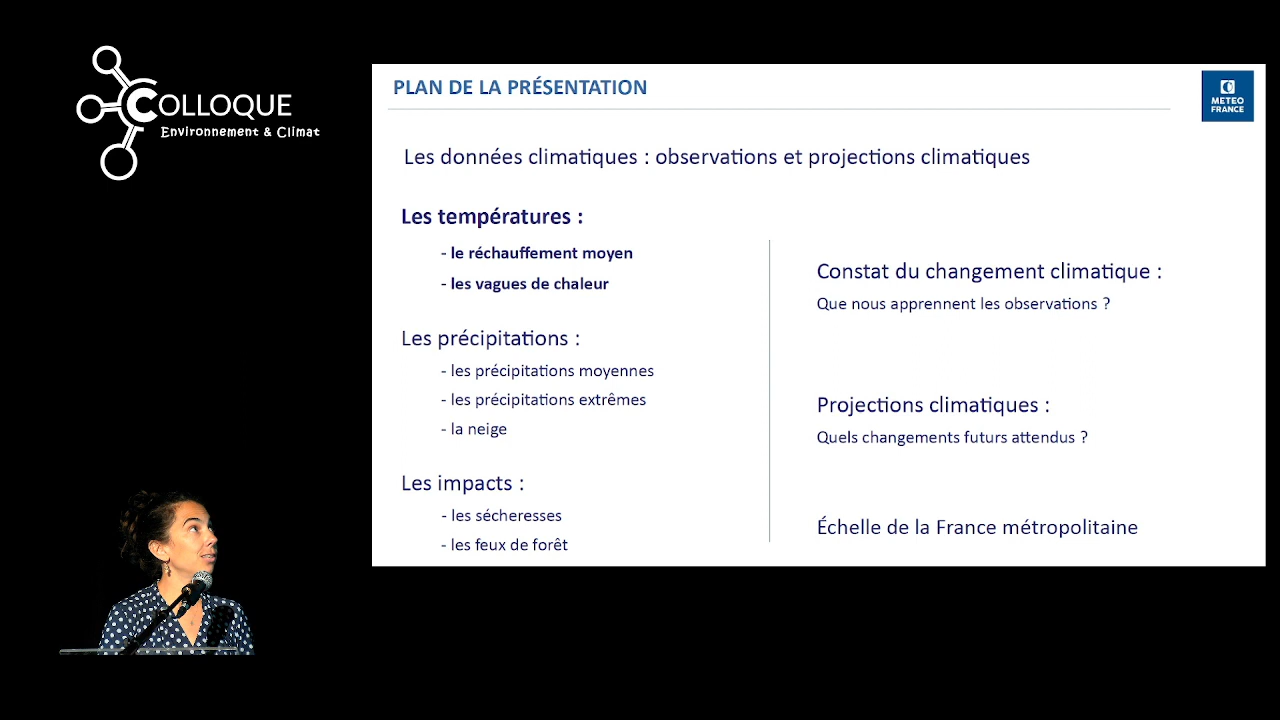 COLLOQUE
Environnement & Climat
PLAN DE LA PRÉSENTATION
METEO
FRANCE
Les données climatiques : observations et projections climatiques
Les températures :
- le réchauffement moyen
- les vagues de chaleur
Les précipitations :
- les précipitations moyennes
- les précipitations extrêmes
- la neige
Les impacts :
- les sécheresses
- les feux de forêt
Constat du changement climatique :
Que nous apprennent les observations ?
Projections climatiques :
Quels changements futurs attendus ?
Échelle de la France métropolitaine